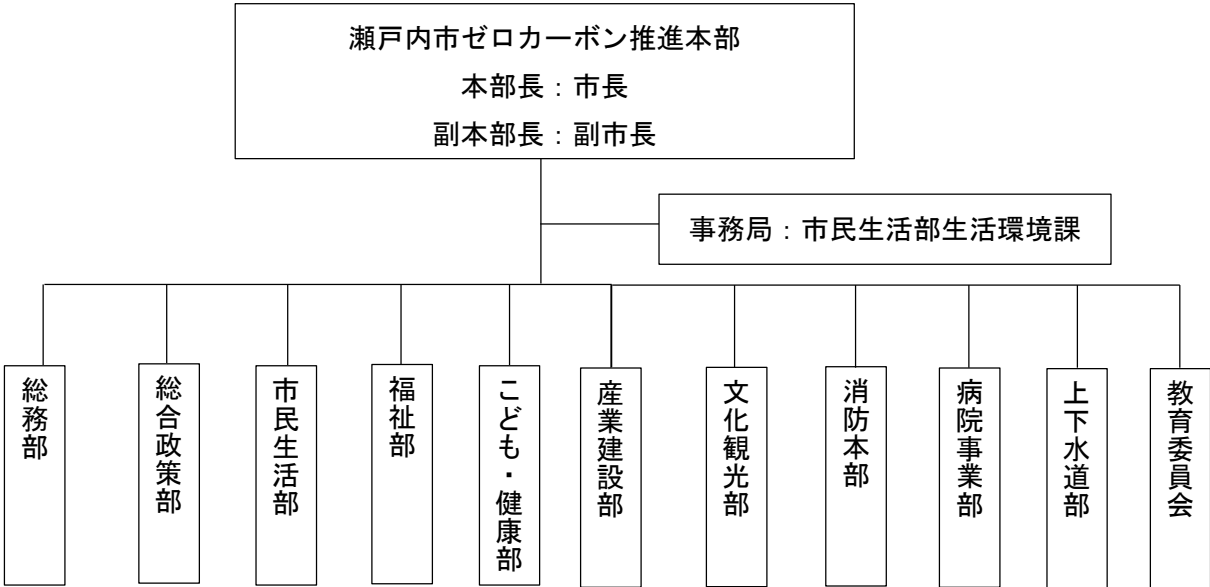 瀬戸内市ゼロカーボン推進本部
本部長：市長
副本部長：副市長
事務局：市民生活部生活環境課
総務部
総合政策部
市民生活部
福祉部
こども・健康部
産業建設部
文化観光部
消防本部
病院事業部
上下水道部
教育委員会